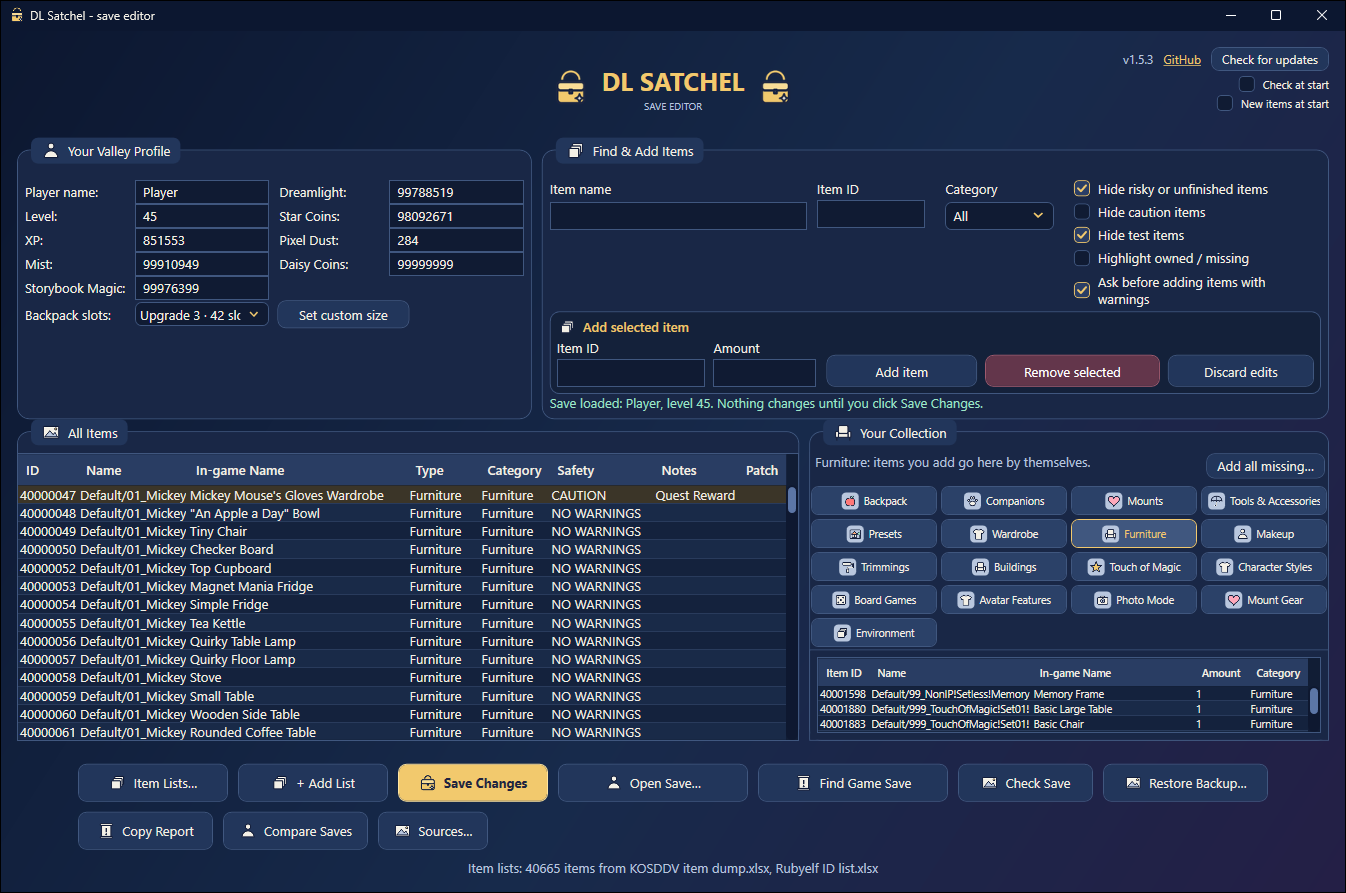 DL Satchel - save editor
v1.5.3 GitHub Check for updates
Check at start
New items at start
DL SATCHEL
SAVE EDITOR
Your Valley Profile
Player name: Player Dreamlight: 99788519
Level: 45 Star Coins: 98092671
XP: 851553 Pixel Dust: 284
Mist: 99910949 Daisy Coins: 99999999
Storybook Magic: 99976399
Backpack slots: Upgrade 3 · 42 slc Set custom size
Find & Add Items
Item name Item ID Category
All
Hide risky or unfinished items
Hide caution items
Hide test items
Highlight owned / missing
Ask before adding items with
warnings
Add selected item
Item ID Amount
Add item Remove selected Discard edits
Save loaded: Player, level 45. Nothing changes until you click Save Changes.
All Items
ID Name In-game Name Type Category Safety Notes Patch
40000047 Default/01_Mickey Mickey Mouse's Gloves Wardrobe Furniture Furniture CAUTION Quest Reward
40000048 Default/01_Mickey "An Apple a Day" Bowl Furniture Furniture NO WARNINGS
40000049 Default/01_Mickey Tiny Chair Furniture Furniture NO WARNINGS
40000050 Default/01_Mickey Checker Board Furniture Furniture NO WARNINGS
40000052 Default/01_Mickey Top Cupboard Furniture Furniture NO WARNINGS
40000053 Default/01_Mickey Magnet Mania Fridge Furniture Furniture NO WARNINGS
40000054 Default/01_Mickey Simple Fridge Furniture Furniture NO WARNINGS
40000055 Default/01_Mickey Tea Kettle Furniture Furniture NO WARNINGS
40000056 Default/01_Mickey Quirky Table Lamp Furniture Furniture NO WARNINGS
40000057 Default/01_Mickey Quirky Floor Lamp Furniture Furniture NO WARNINGS
40000058 Default/01_Mickey Stove Furniture Furniture NO WARNINGS
40000059 Default/01_Mickey Small Table Furniture Furniture NO WARNINGS
40000060 Default/01_Mickey Wooden Side Table Furniture Furniture NO WARNINGS
40000061 Default/01_Mickey Rounded Coffee Table Furniture Furniture NO WARNINGS
Your Collection
Furniture: items you add go here by themselves. Add all missing...
Backpack Companions Mounts Tools & Accessories
Presets Wardrobe Furniture Makeup
Trimmings Buildings Touch of Magic Character Styles
Board Games Avatar Features Photo Mode Mount Gear
Environment
Item ID Name In-game Name Amount Category
40001598 Default/99_NonIP!Setless!Memory Memory Frame 1 Furniture
40001880 Default/999_TouchOfMagic!Set01! Basic Large Table 1 Furniture
40001883 Default/999_TouchOfMagic!Set01! Basic Chair 1 Furniture
Item Lists... + Add List Save Changes Open Save... Find Game Save Check Save Restore Backup...
Copy Report Compare Saves Sources...
Item lists: 40665 items from KOSDDV item dump.xlsx, Rubyelf ID list.xlsx